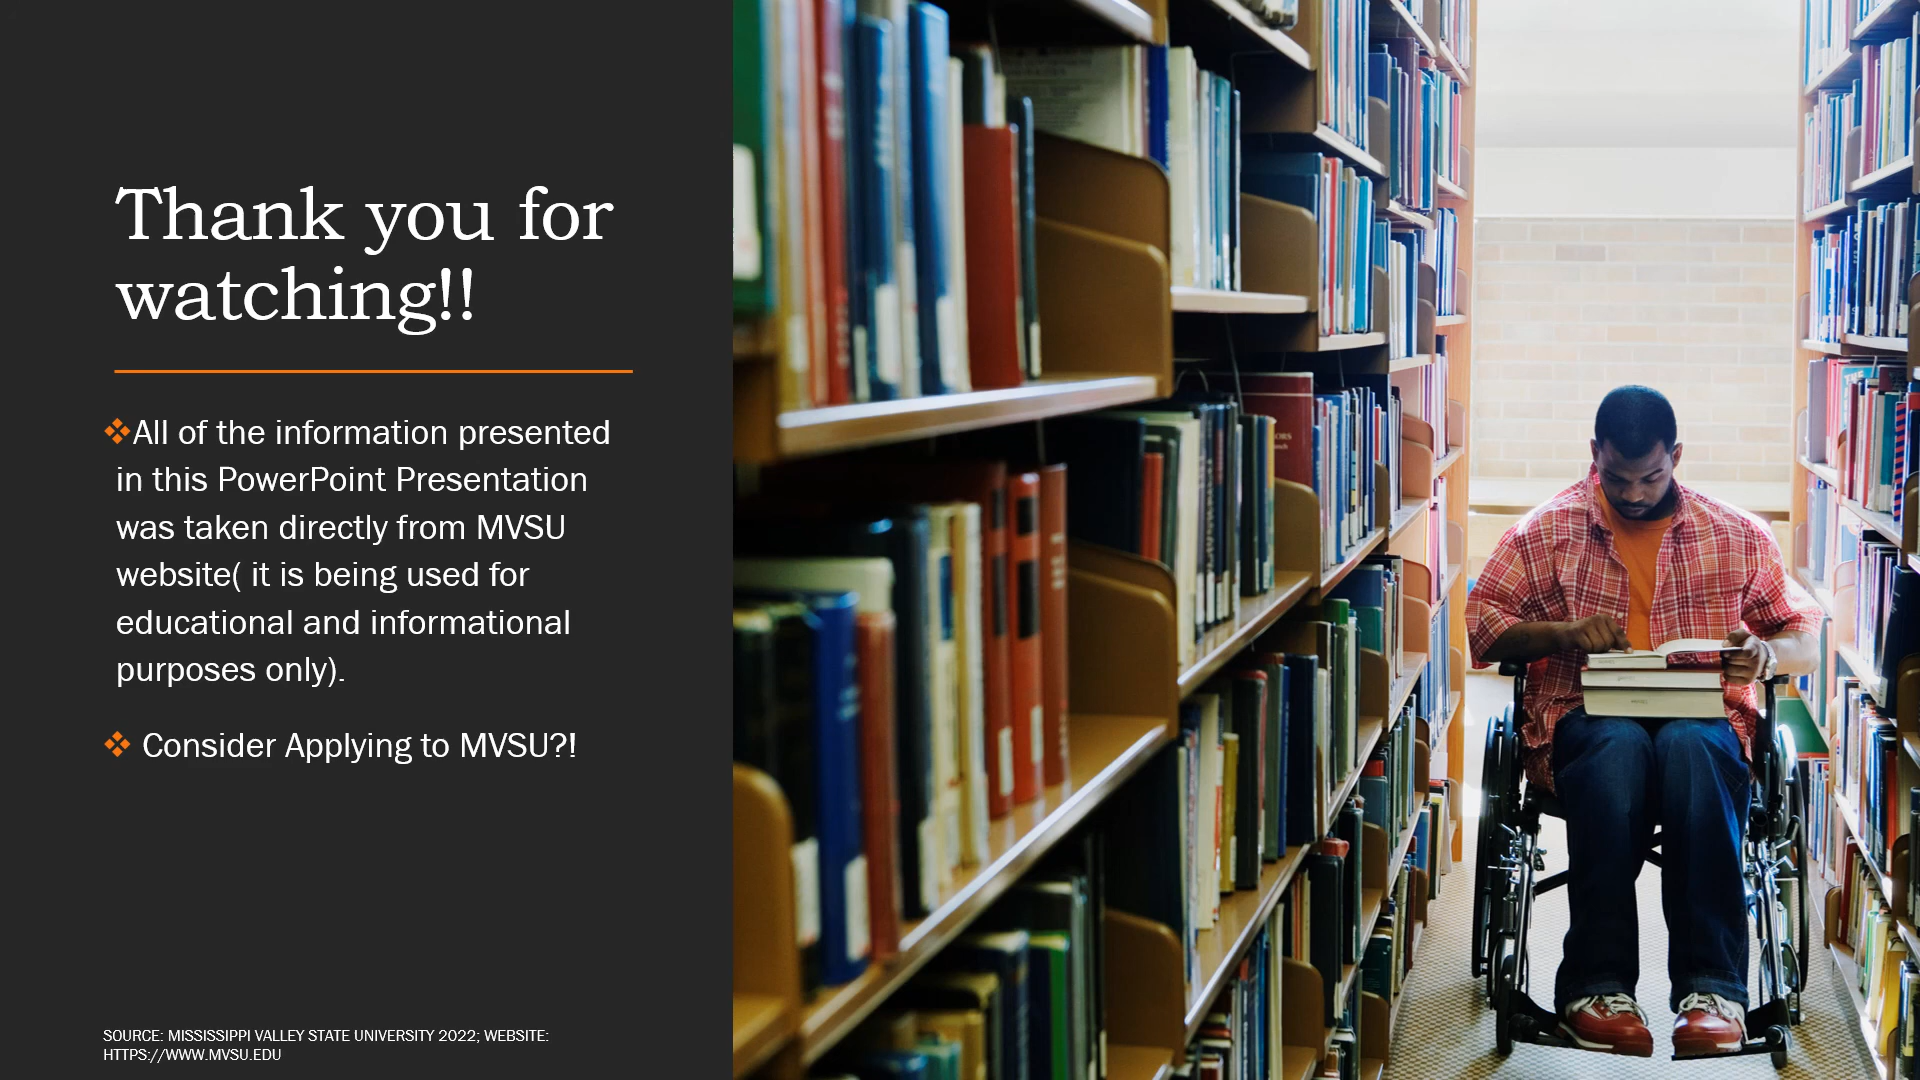 Thank you for
watching!!
❖All of the information presented
in this PowerPoint Presentation
was taken directly from MVSU
website( it is being used for
educational and informational
purposes only).
❖ Consider Applying to MVSU?!
SOURCE: MISSISSIPPI VALLEY STATE UNIVERSITY 2022; WEBSITE:
HTTPS://WWW.MVSU.EDU